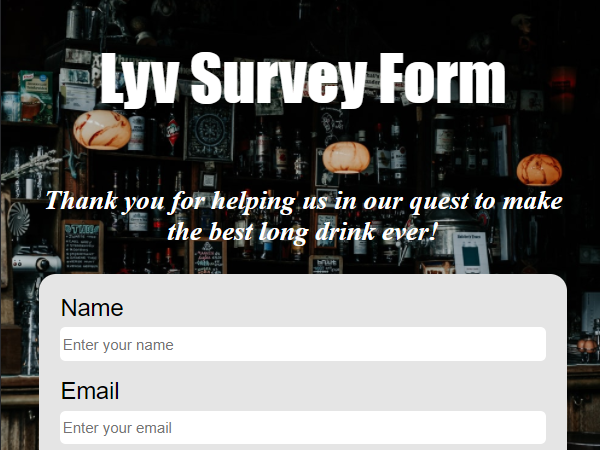 Lyv Survey Form
Thank you for helping us in our quest to make
the best long drink ever!
Name
Enter your name
Email
Enter your email